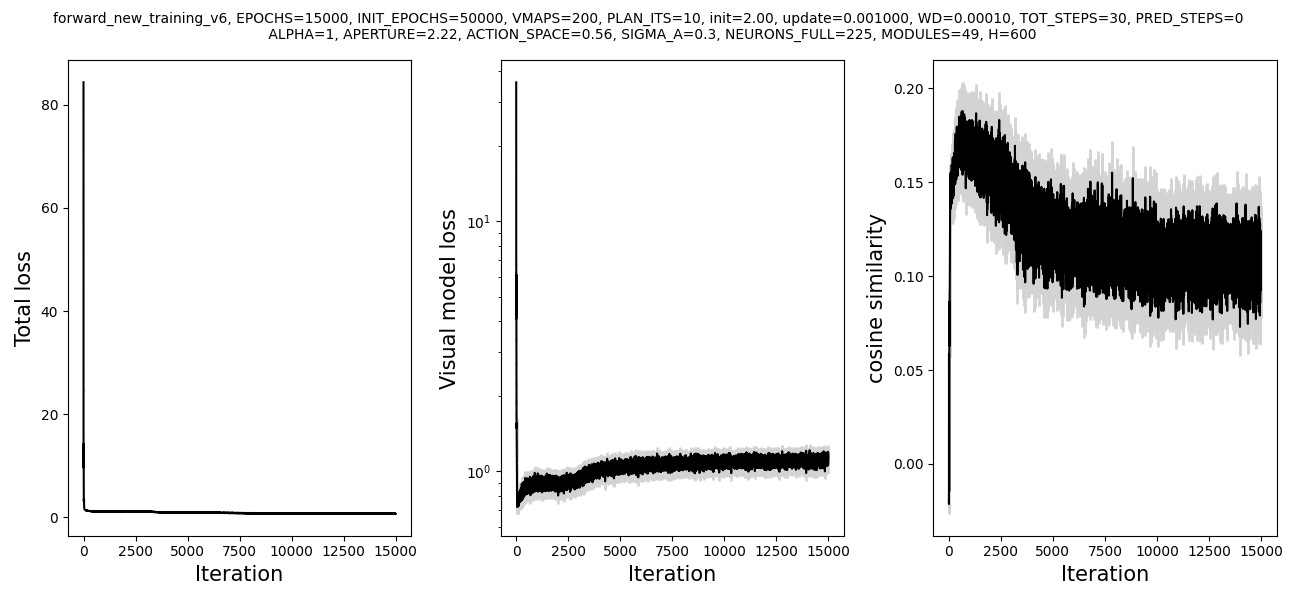 forward_new_training_v6, EPOCHS=15000, INIT_EPOCHS=50000, VMAPS=200, PLAN_ITS=10, init=2.00, update=0.001000, WD=0.00010, TOT_STEPS=30, PRED_STEPS=0
ALPHA=1, APERTURE=2.22, ACTION_SPACE=0.56, SIGMA_A=0.3, NEURONS_FULL=225, MODULES=49, H=600
Total loss
80
60
40
20
0
0 2500 5000 7500 10000 12500 15000
Iteration
Visual model loss
10^1
10^0
0 2500 5000 7500 10000 12500 15000
Iteration
cosine similarity
0.20
0.15
0.10
0.05
0.00
0 2500 5000 7500 10000 12500 15000
Iteration